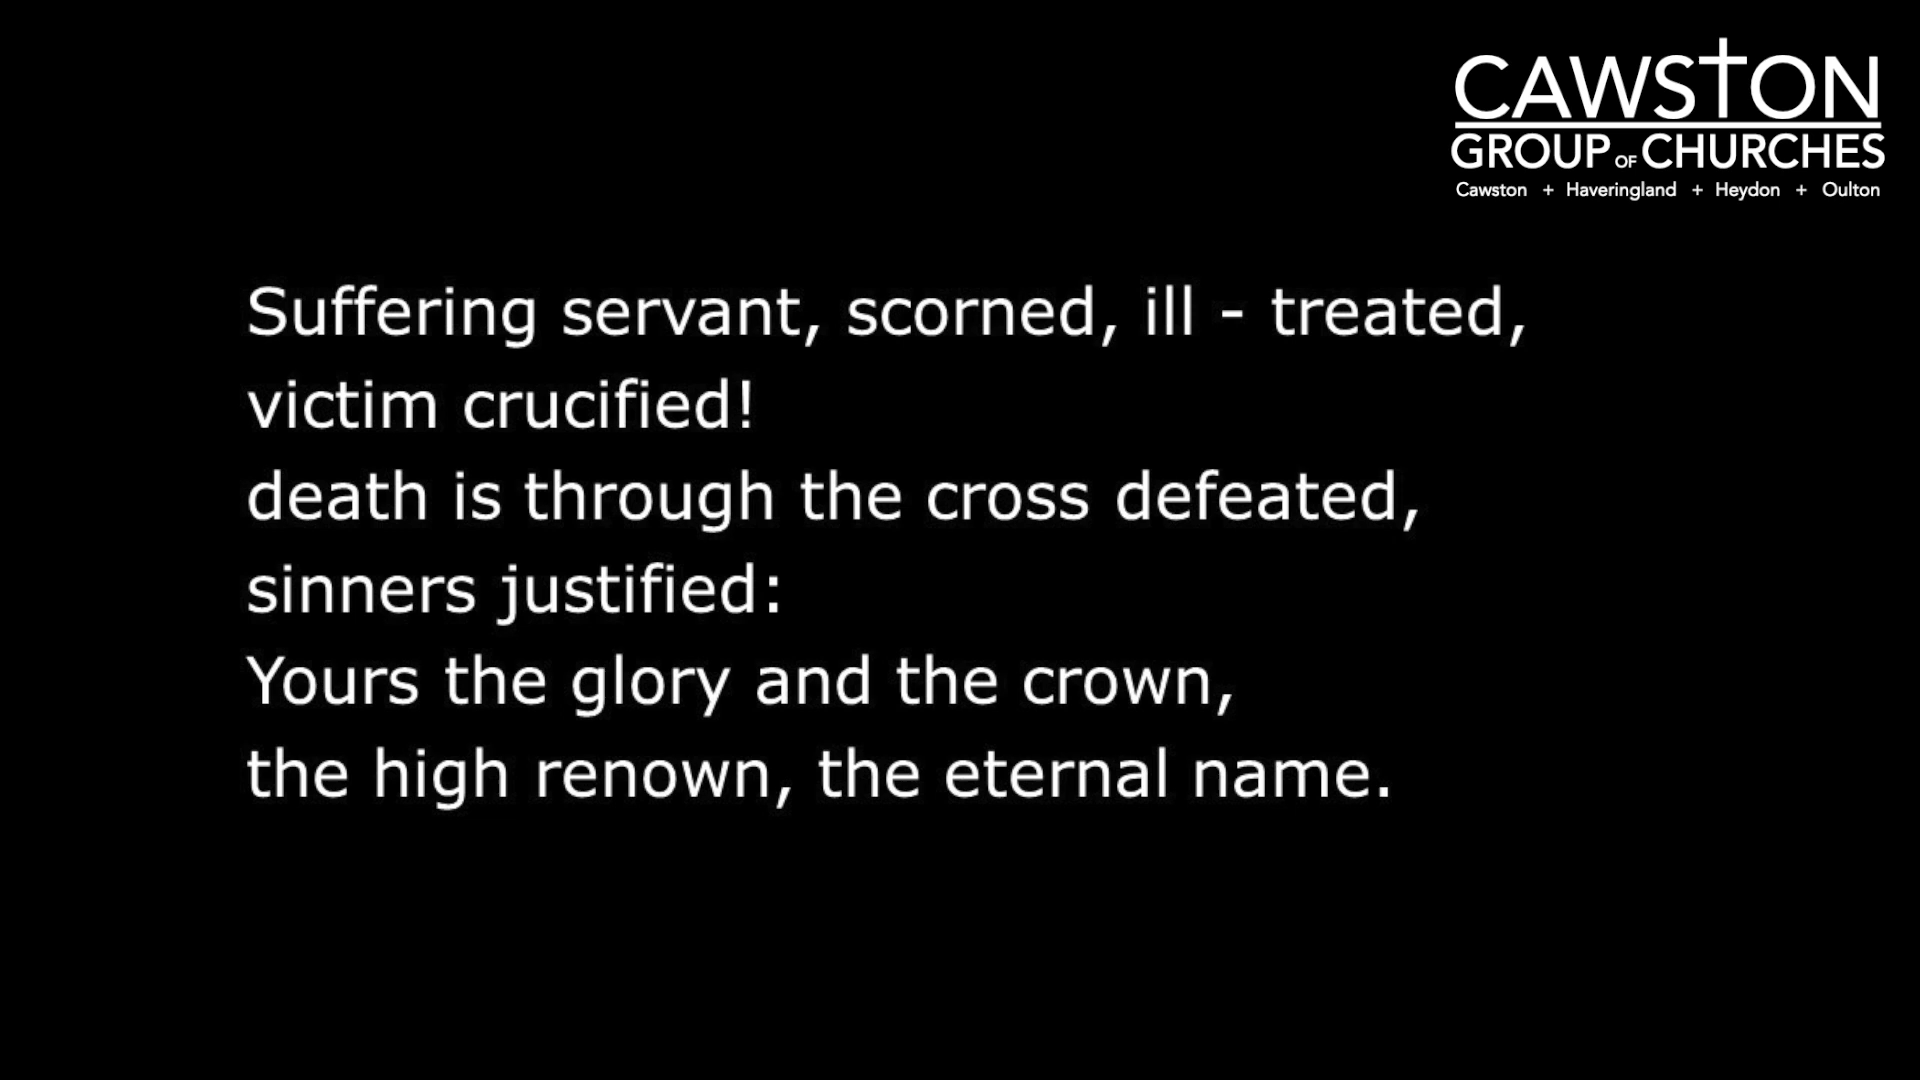 CAWSTON
GROUP OF CHURCHES
Cawston + Haveringland + Heydon + Oulton
Suffering servant, scorned, ill - treated,
victim crucified!
death is through the cross defeated,
sinners justified:
Yours the glory and the crown,
the high renown, the eternal name.